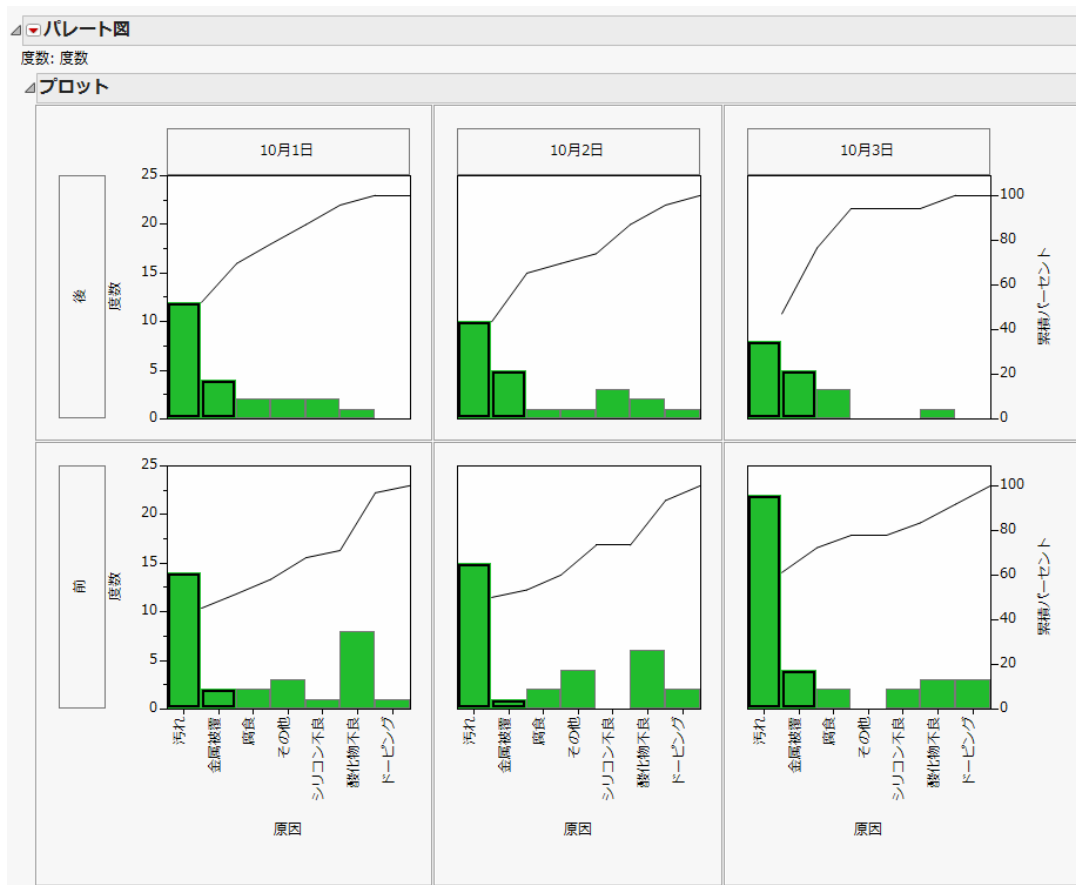 パレート図
度数: 度数
プロット
10月1日
10月2日
10月3日
後
度数
25
20
15
10
5
0
100
80
60
40
20
0
累積パーセント
前
度数
25
20
15
10
5
0
100
80
60
40
20
0
累積パーセント
汚れ
金属被覆
腐食
その他
シリコン不良
酸化物不良
ドーピング
汚れ
金属被覆
腐食
その他
シリコン不良
酸化物不良
ドーピング
汚れ
金属被覆
腐食
その他
シリコン不良
酸化物不良
ドーピング
原因
原因
原因